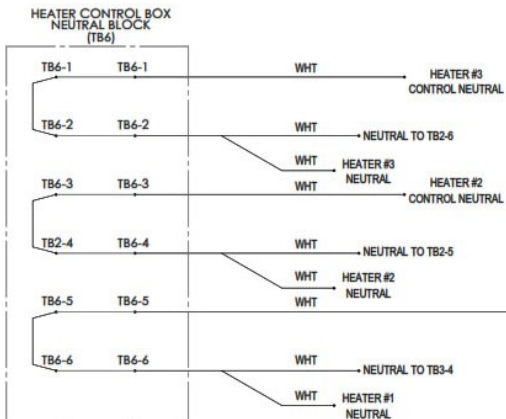 HEATER CONTROL BOX
NEUTRAL BLOCK
(TB6)
TB6-1 TB6-1 WHT HEATER #3
CONTROL NEUTRAL
TB6-2 TB6-2 WHT NEUTRAL TO TB2-6
WHT HEATER #3
NEUTRAL
TB6-3 TB6-3 WHT HEATER #2
CONTROL NEUTRAL
TB2-4 TB6-4 WHT NEUTRAL TO TB2-5
WHT HEATER #2
NEUTRAL
TB6-5 TB6-5 WHT
TB6-6 TB6-6 WHT NEUTRAL TO TB3-4
WHT HEATER #1
NEUTRAL